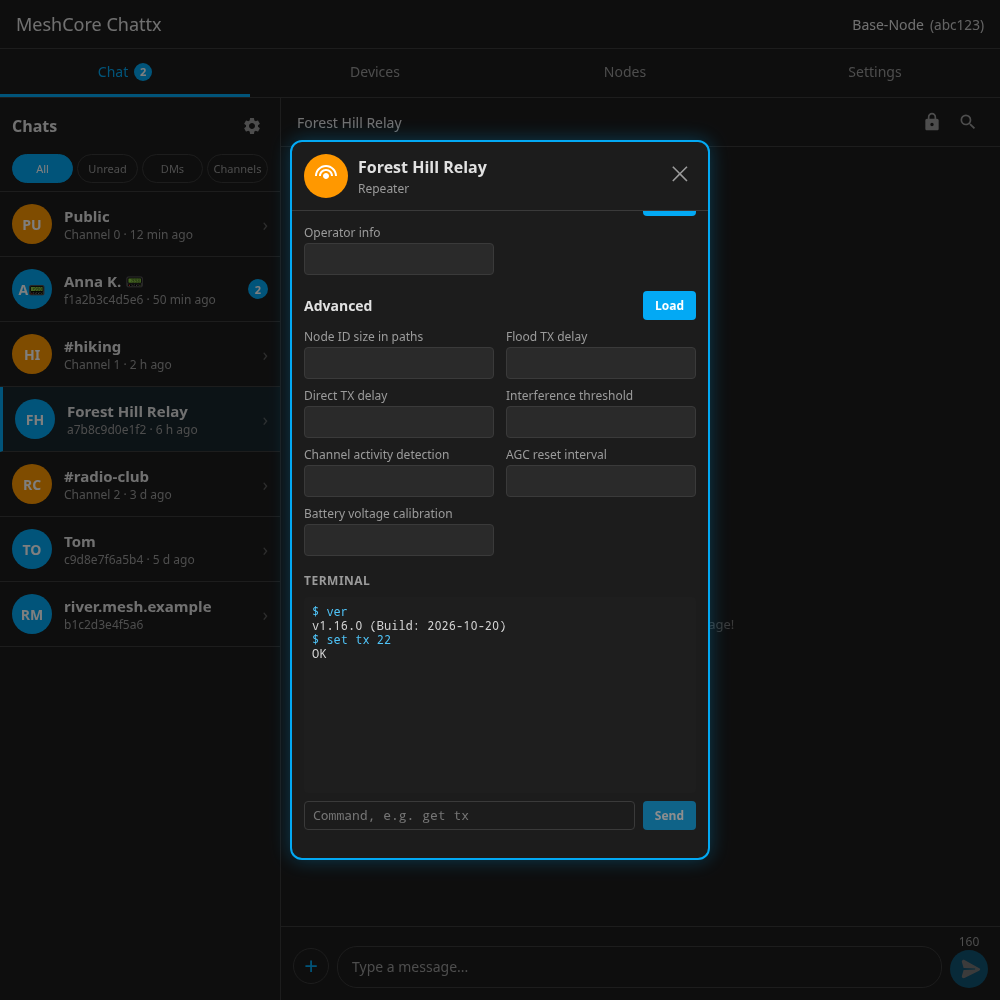 MeshCore Chattx
Base-Node (abc123)
Chat 2
Devices
Nodes
Settings
Chats
All
Unread
DMs
Channels
Public
Channel 0 · 12 min ago
Anna K.
f1a2b3c4d5e6 · 50 min ago
2
#hiking
Channel 1 · 2 h ago
Forest Hill Relay
a7b8c9d0e1f2 · 6 h ago
#radio-club
Channel 2 · 3 d ago
Tom
c9d8e7f6a5b4 · 5 d ago
river.mesh.example
b1c2d3e4f5a6
PU
A
HI
FH
RC
TO
RM
Forest Hill Relay
Forest Hill Relay
Repeater
Operator info
Advanced
Load
Node ID size in paths
Flood TX delay
Direct TX delay
Interference threshold
Channel activity detection
AGC reset interval
Battery voltage calibration
TERMINAL
$ ver
v1.16.0 (Build: 2026-10-20)
$ set tx 22
OK
Command, e.g. get tx
Send
age!
+
Type a message...
160